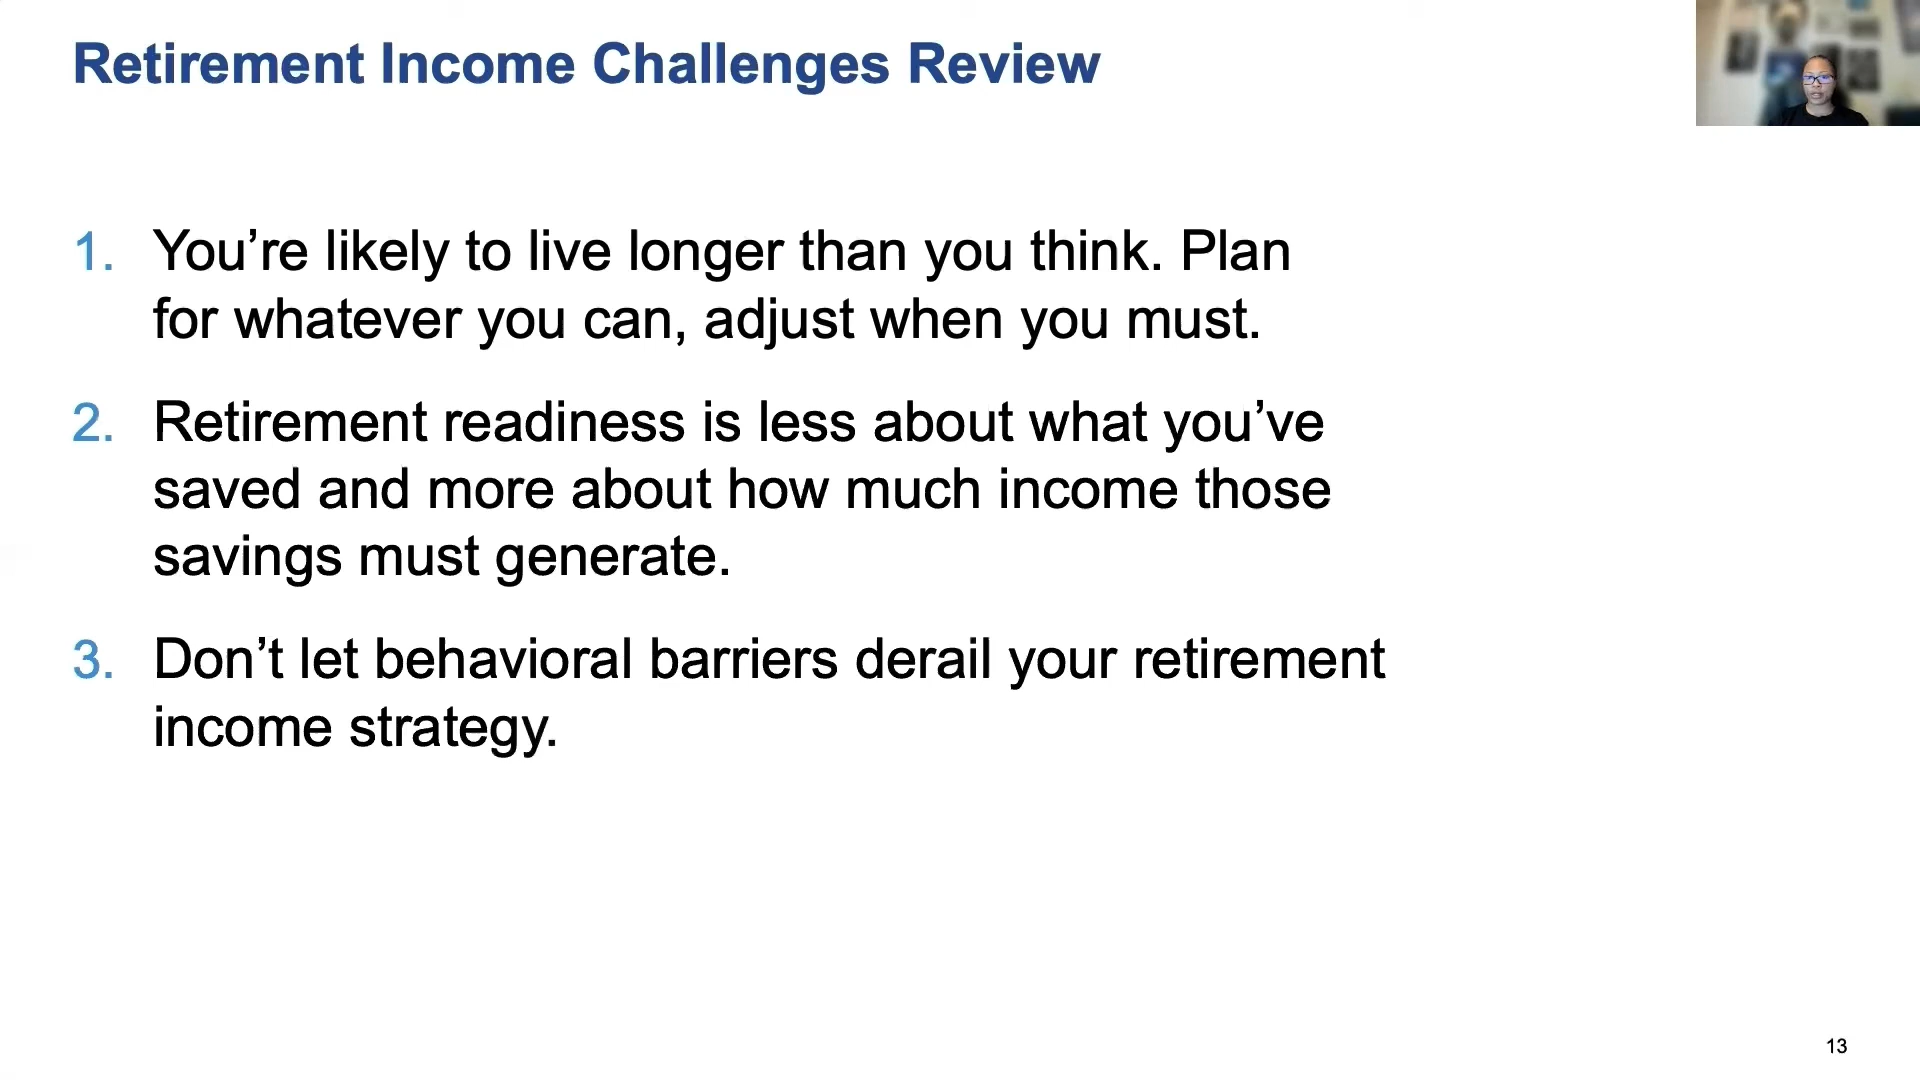 Retirement Income Challenges Review
1. You’re likely to live longer than you think. Plan
for whatever you can, adjust when you must.
2. Retirement readiness is less about what you’ve
saved and more about how much income those
savings must generate.
3. Don’t let behavioral barriers derail your retirement
income strategy.
13